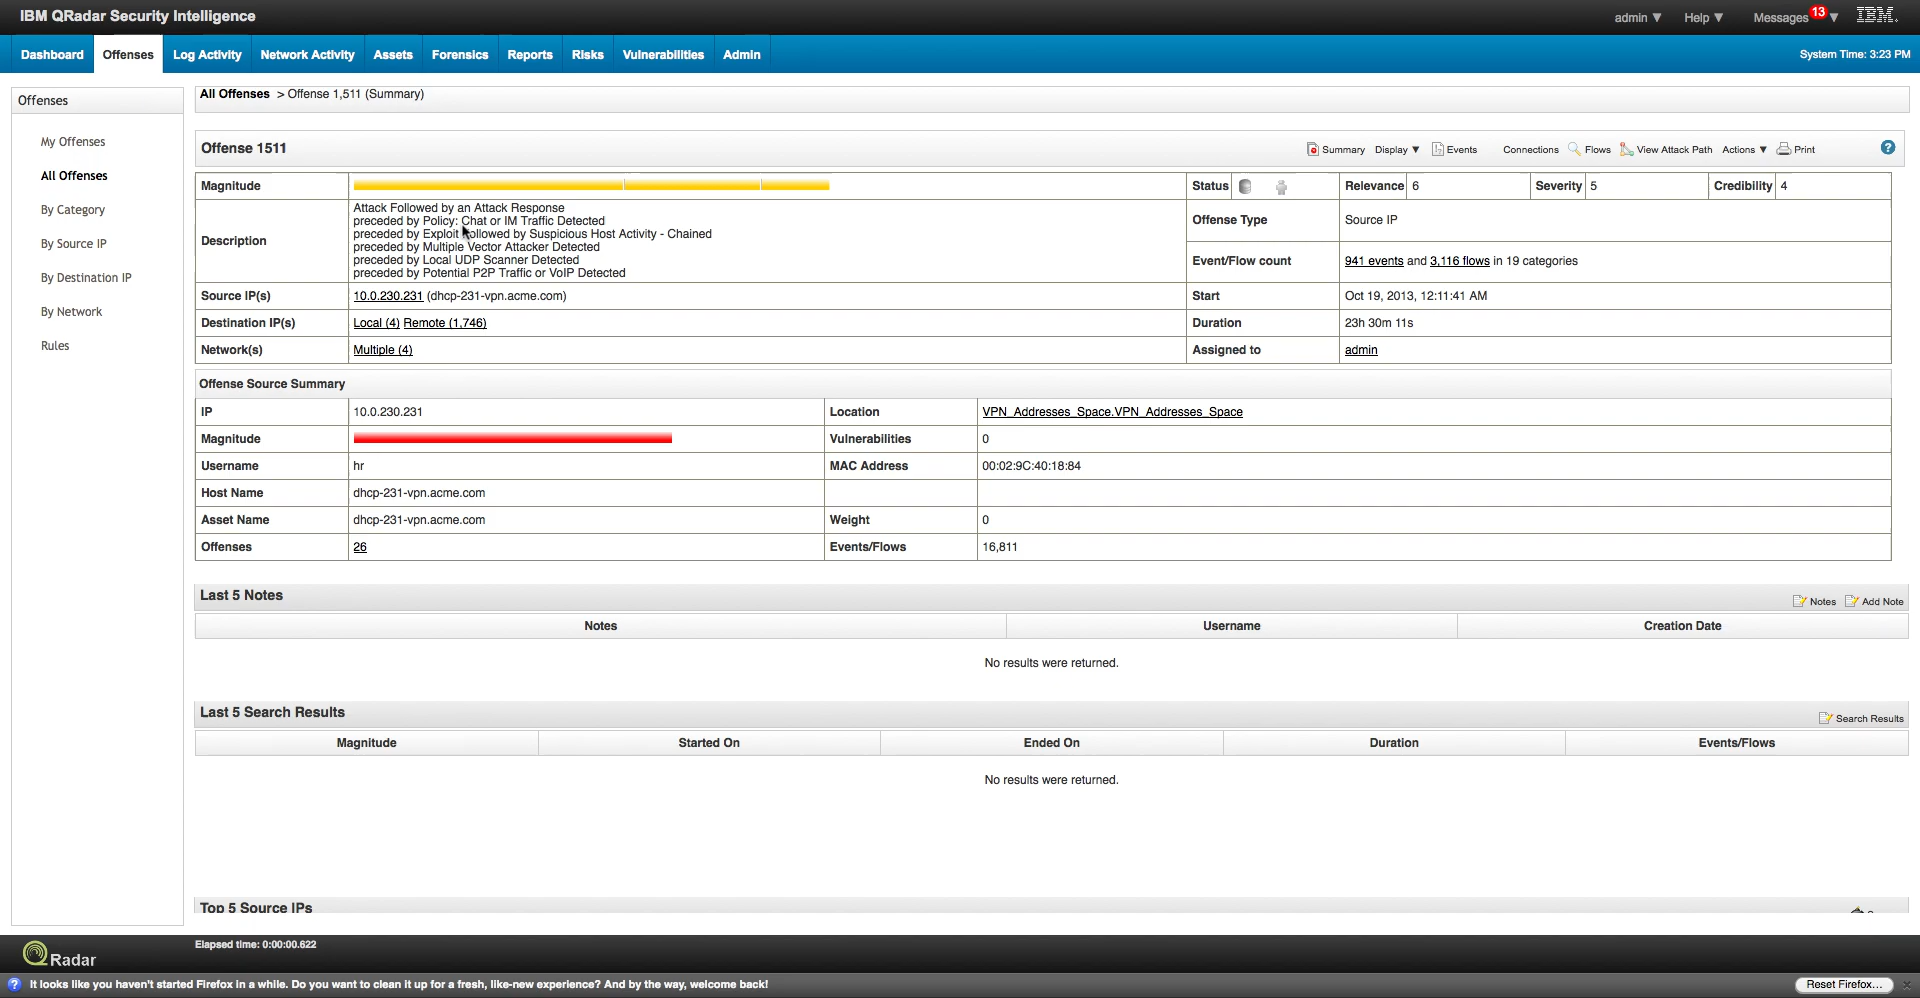 IBM QRadar Security Intelligence
admin ▼ Help ▼ Messages 13 ▼ IBM.
Dashboard Offenses Log Activity Network Activity Assets Forensics Reports Risks Vulnerabilities Admin System Time: 3:23 PM
Offenses
My Offenses
All Offenses
By Category
By Source IP
By Destination IP
By Network
Rules
All Offenses > Offense 1,511 (Summary)
Offense 1511
Summary Display ▼ Events Connections Flows View Attack Path Actions ▼ Print ?
Magnitude
Status Relevance 6 Severity 5 Credibility 4
Description
Attack Followed by an Attack Response
preceded by Policy: Chat or IM Traffic Detected
preceded by Exploit Followed by Suspicious Host Activity - Chained
preceded by Multiple Vector Attacker Detected
preceded by Local UDP Scanner Detected
preceded by Potential P2P Traffic or VoIP Detected
Offense Type Source IP
Event/Flow count 941 events and 3,116 flows in 19 categories
Source IP(s) 10.0.230.231 (dhcp-231-vpn.acme.com) Start Oct 19, 2013, 12:11:41 AM
Destination IP(s) Local (4) Remote (1,746) Duration 23h 30m 11s
Network(s) Multiple (4) Assigned to admin
Offense Source Summary
IP 10.0.230.231 Location VPN_Addresses_Space.VPN_Addresses_Space
Magnitude Vulnerabilities 0
Username hr MAC Address 00:02:9C:40:18:84
Host Name dhcp-231-vpn.acme.com
Asset Name dhcp-231-vpn.acme.com Weight 0
Offenses 26 Events/Flows 16,811
Last 5 Notes
Notes Add Note
Notes Username Creation Date
No results were returned.
Last 5 Search Results
Search Results
Magnitude Started On Ended On Duration Events/Flows
No results were returned.
Top 5 Source IPs
QRadar
Elapsed time: 0:00:00.622
? It looks like you haven't started Firefox in a while. Do you want to clean it up for a fresh, like-new experience? And by the way, welcome back! Reset Firefox... ×